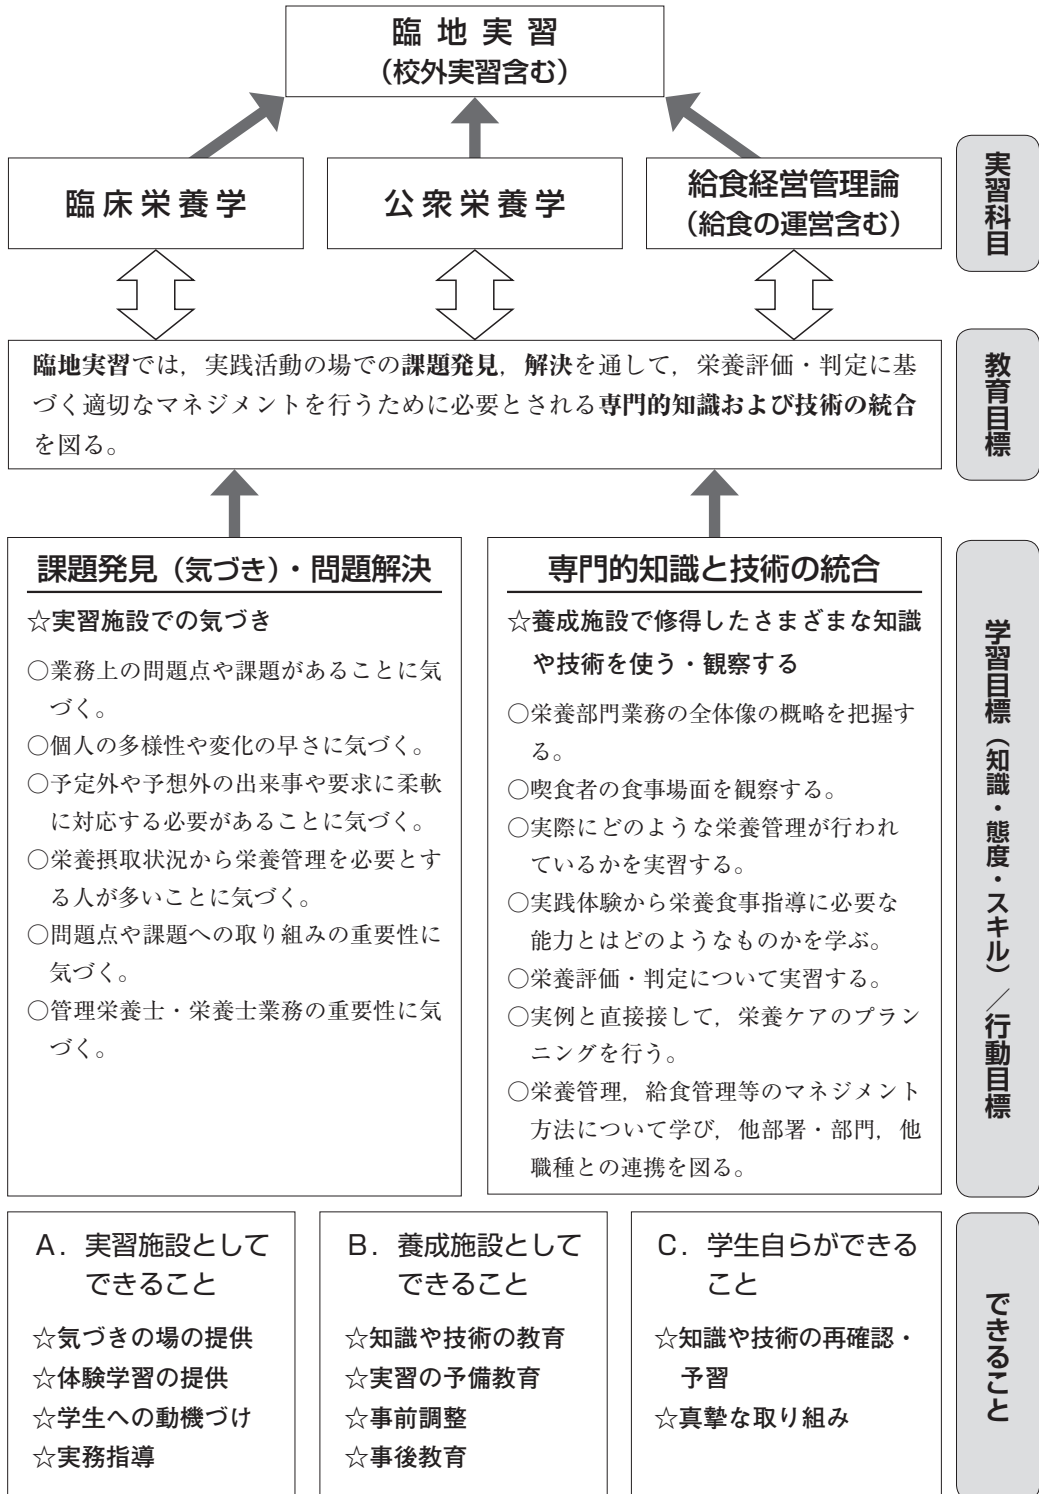 臨地実習
（校外実習含む）
臨床栄養学
公衆栄養学
給食経営管理論
（給食の運営含む）
実習科目
臨地実習では，実践活動の場での課題発見，解決を通して，栄養評価・判定に基
づく適切なマネジメントを行うために必要とされる専門的知識および技術の統合
を図る。
教育目標
課題発見（気づき）・問題解決
☆実習施設での気づき
○業務上の問題点や課題があることに気
づく。
○個人の多様性や変化の早さに気づく。
○予定外や予想外の出来事や要求に柔軟
に対応する必要があることに気づく。
○栄養摂取状況から栄養管理を必要とす
る人が多いことに気づく。
○問題点や課題への取り組みの重要性に
気づく。
○管理栄養士・栄養士業務の重要性に気
づく。
専門的知識と技術の統合
☆養成施設で修得したさまざまな知識
や技術を使う・観察する
○栄養部門業務の全体像の概略を把握す
る。
○喫食者の食事場面を観察する。
○実際にどのような栄養管理が行われ
ているかを実習する。
○実践体験から栄養食事指導に必要な
能力とはどのようなものかを学ぶ。
○栄養評価・判定について実習する。
○実例と直接接して，栄養ケアのプラン
ニングを行う。
○栄養管理，給食管理等のマネジメント
方法について学び，他部署・部門，他
職種との連携を図る。
学習目標（知識・態度・スキル）／行動目標
A．実習施設として
できること
☆気づきの場の提供
☆体験学習の提供
☆学生への動機づけ
☆実務指導
B．養成施設として
できること
☆知識や技術の教育
☆実習の予備教育
☆事前調整
☆事後教育
C．学生自らができる
こと
☆知識や技術の再確認・
予習
☆真摯な取り組み
できること